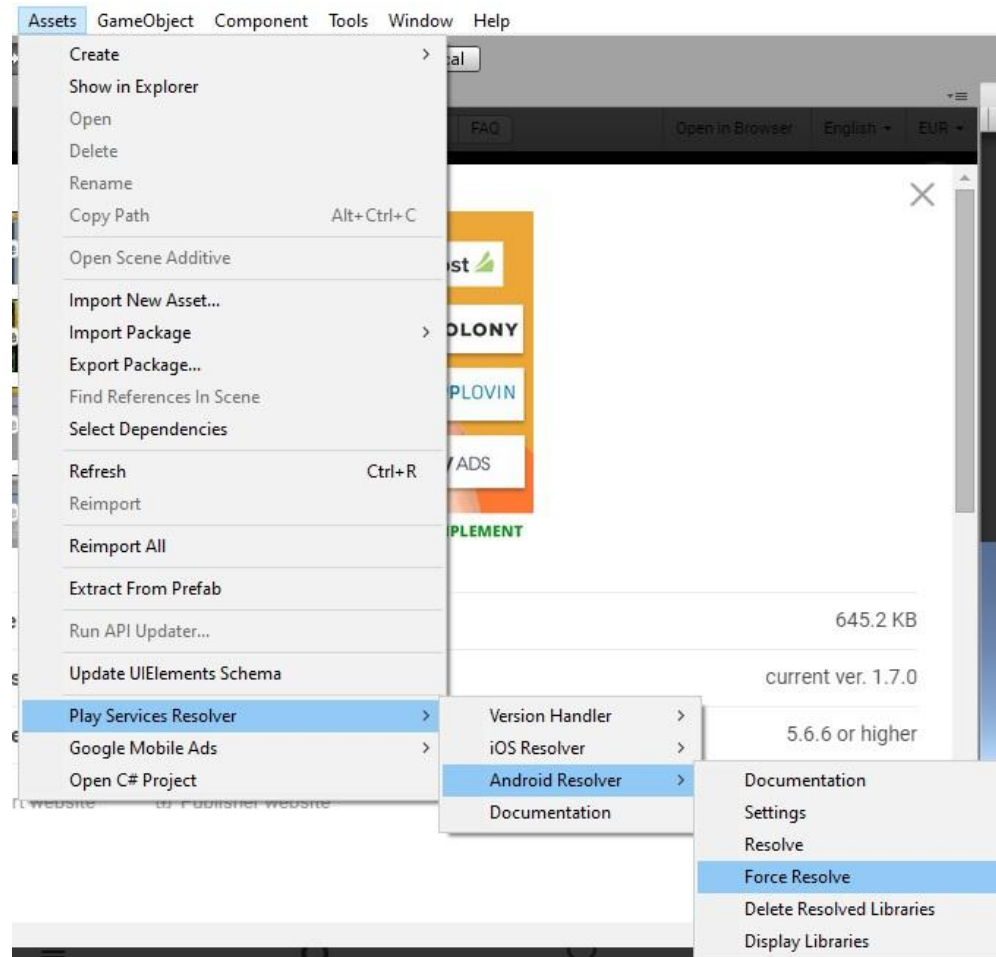 Assets GameObject Component Tools Window Help
Create
Show in Explorer
Open
FAQ Open in Browser English EUR
Delete
Rename
Copy Path Alt+Ctrl+C
Open Scene Additive
Import New Asset...
Import Package
OLONY
Export Package...
PLOVIN
Find References In Scene
Select Dependencies
Refresh Ctrl+R
ADS
Reimport
PLEMENT
Reimport All
Extract From Prefab
645.2 KB
Run API Updater...
Update UIElements Schema
current ver. 1.7.0
Play Services Resolver
Version Handler
5.6.6 or higher
Google Mobile Ads
iOS Resolver
Open C# Project
Android Resolver
Documentation
Documentation
Settings
Resolve
Force Resolve
Delete Resolved Libraries
Display Libraries